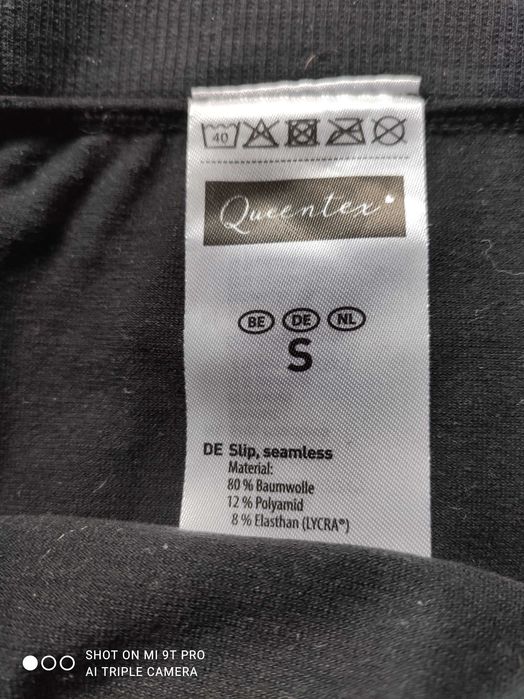 40
Queentex
BE DE NL
S
DE Slip, seamless
Material:
80 % Baumwolle
12 % Polyamid
8 % Elasthan (LYCRA®)
SHOT ON MI 9T PRO
AI TRIPLE CAMERA